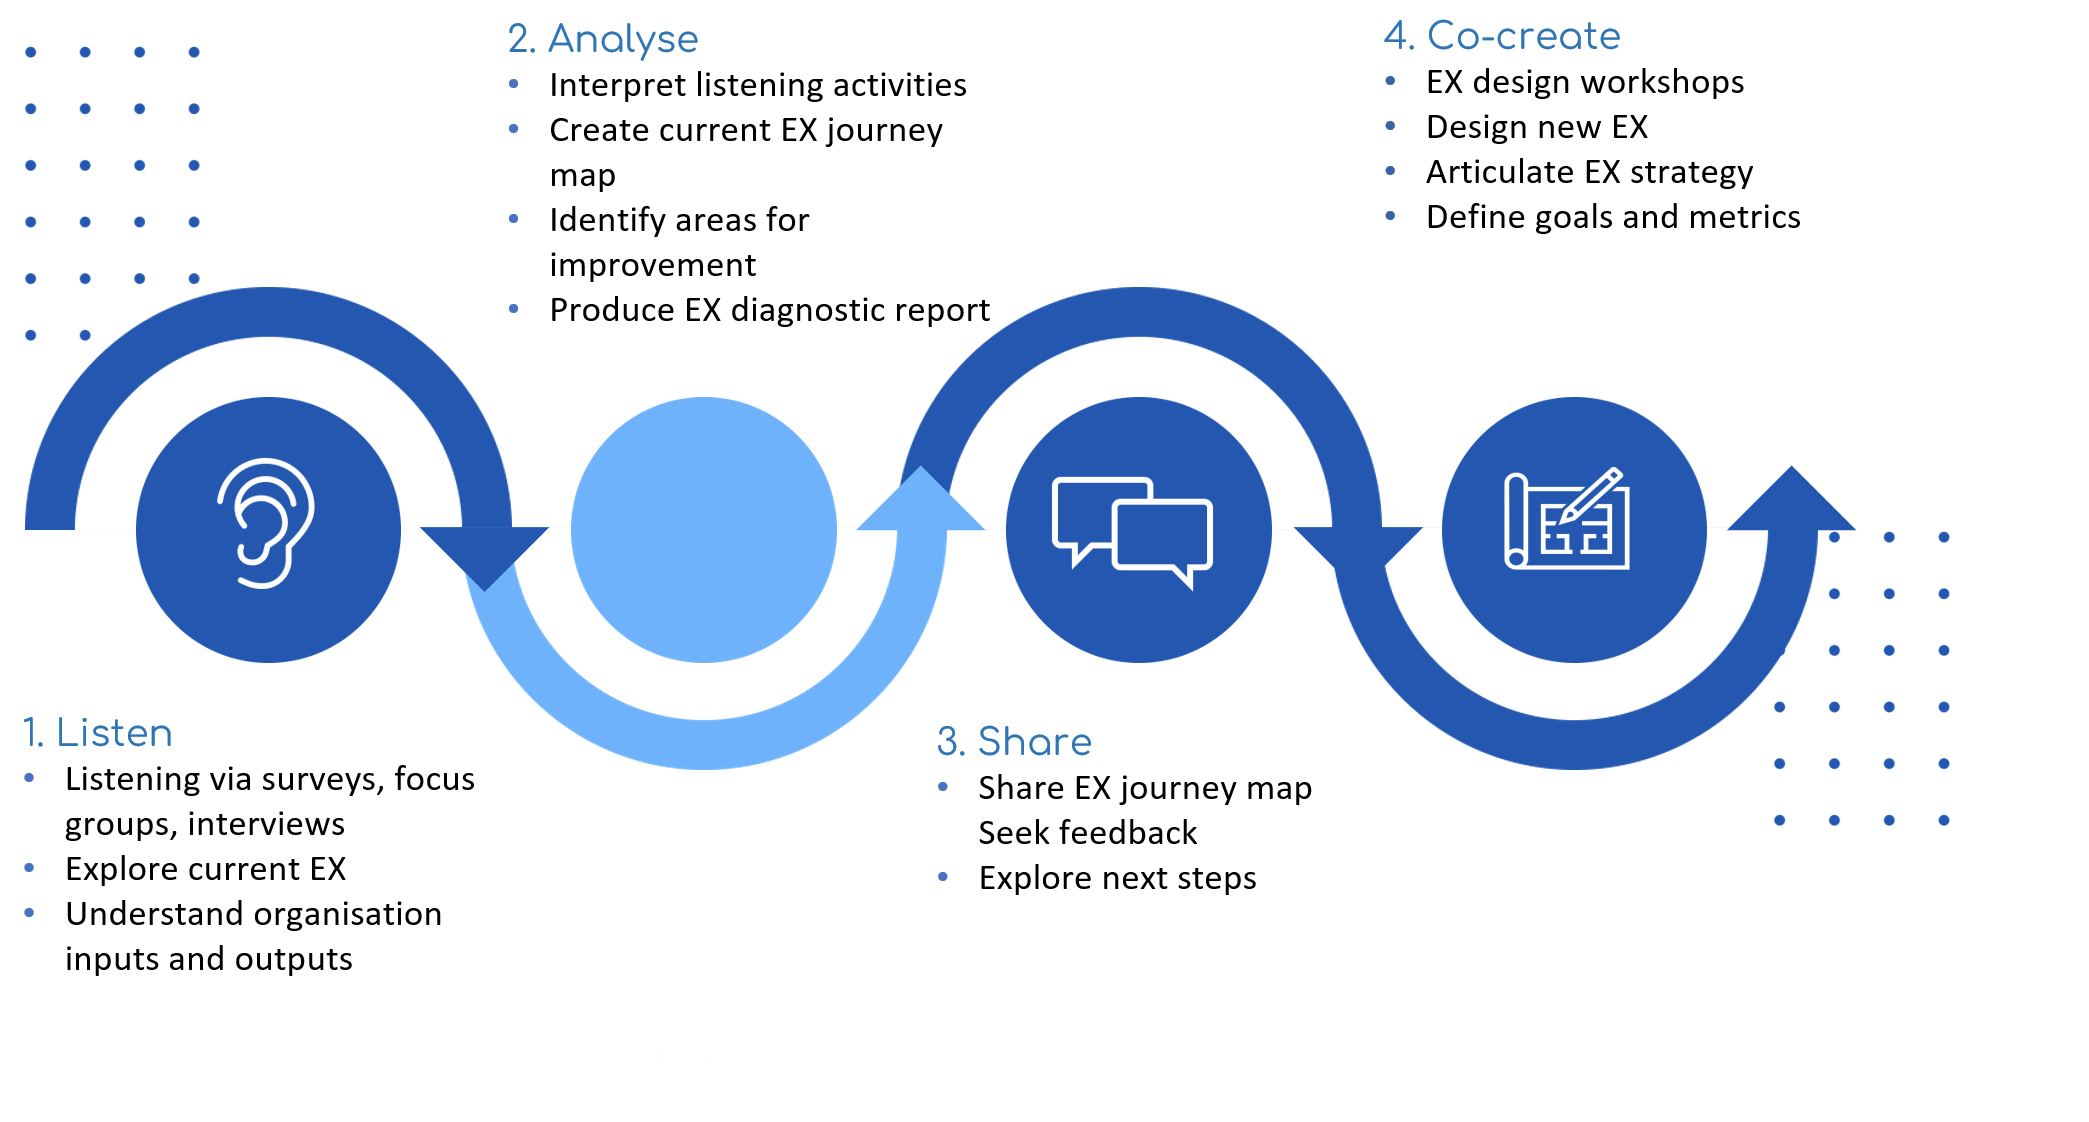 1. Listen
• Listening via surveys, focus
groups, interviews
• Explore current EX
• Understand organisation
inputs and outputs
2. Analyse
• Interpret listening activities
• Create current EX journey
map
• Identify areas for
improvement
• Produce EX diagnostic report
3. Share
• Share EX journey map
Seek feedback
• Explore next steps
4. Co-create
• EX design workshops
• Design new EX
• Articulate EX strategy
• Define goals and metrics